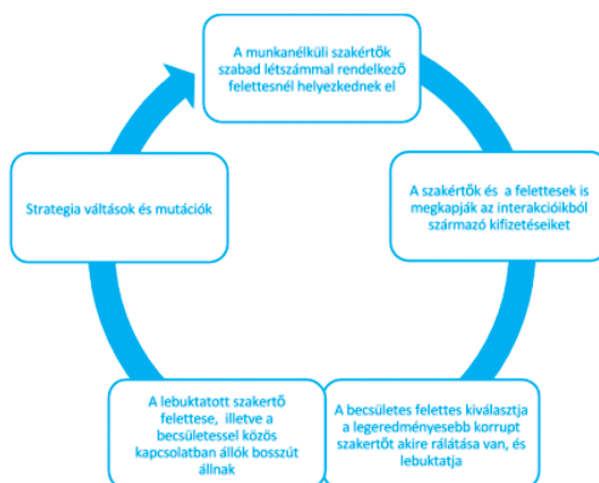 A munkanélküli szakértők
szabad létszámmal rendelkező
felettesnél helyezkednek el
A szakértők és a felettesek is
megkapják az interakcióikból
származó kifizetéseiket
A becsületes felettes kiválasztja
a legeredményesebb korrupt
szakertőt akire rálátása van, és
lebuktatja
A lebuktatott szakertő
felettese, illetve a
becsületessel közös
kapcsolatban állók bosszút
állnak
Strategia váltások és mutációk